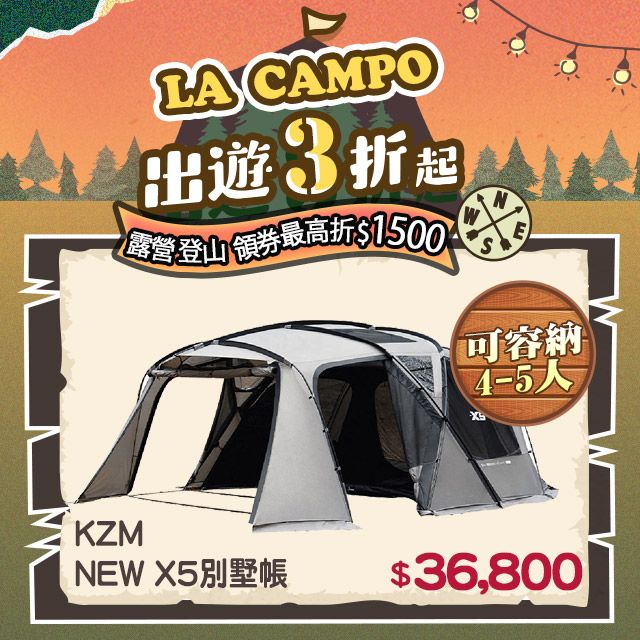 LA CAMPO
出遊3折起
露營 登山 領券最高折$1500
N
W
E
S
可容納
4-5人
X5
KZM
NEW X5別墅帳
$36,800